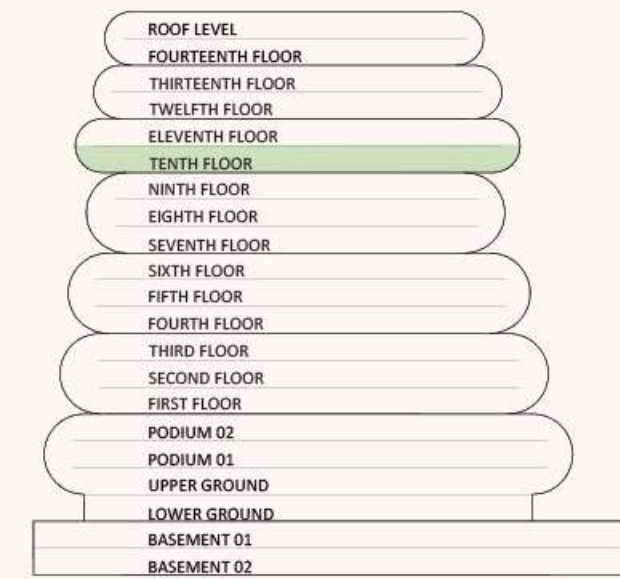 ROOF LEVEL
FOURTEENTH FLOOR
THIRTEENTH FLOOR
TWELFTH FLOOR
ELEVENTH FLOOR
TENTH FLOOR
NINTH FLOOR
EIGHTH FLOOR
SEVENTH FLOOR
SIXTH FLOOR
FIFTH FLOOR
FOURTH FLOOR
THIRD FLOOR
SECOND FLOOR
FIRST FLOOR
PODIUM 02
PODIUM 01
UPPER GROUND
LOWER GROUND
BASEMENT 01
BASEMENT 02